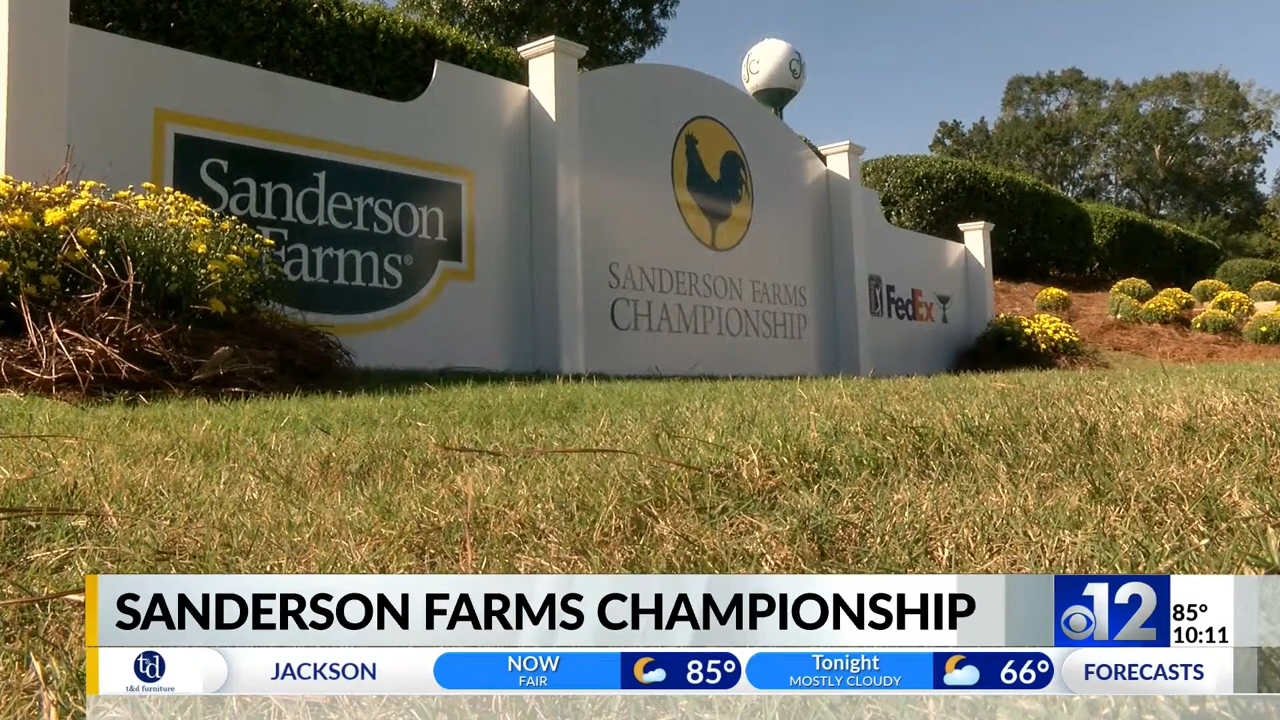 Sanderson
Farms®
SANDERSON FARMS
CHAMPIONSHIP
FedEx
SANDERSON FARMS CHAMPIONSHIP
12
85°
10:11
t&d
t&d furniture
JACKSON
NOW
FAIR
85°
Tonight
MOSTLY CLOUDY
66°
FORECASTS